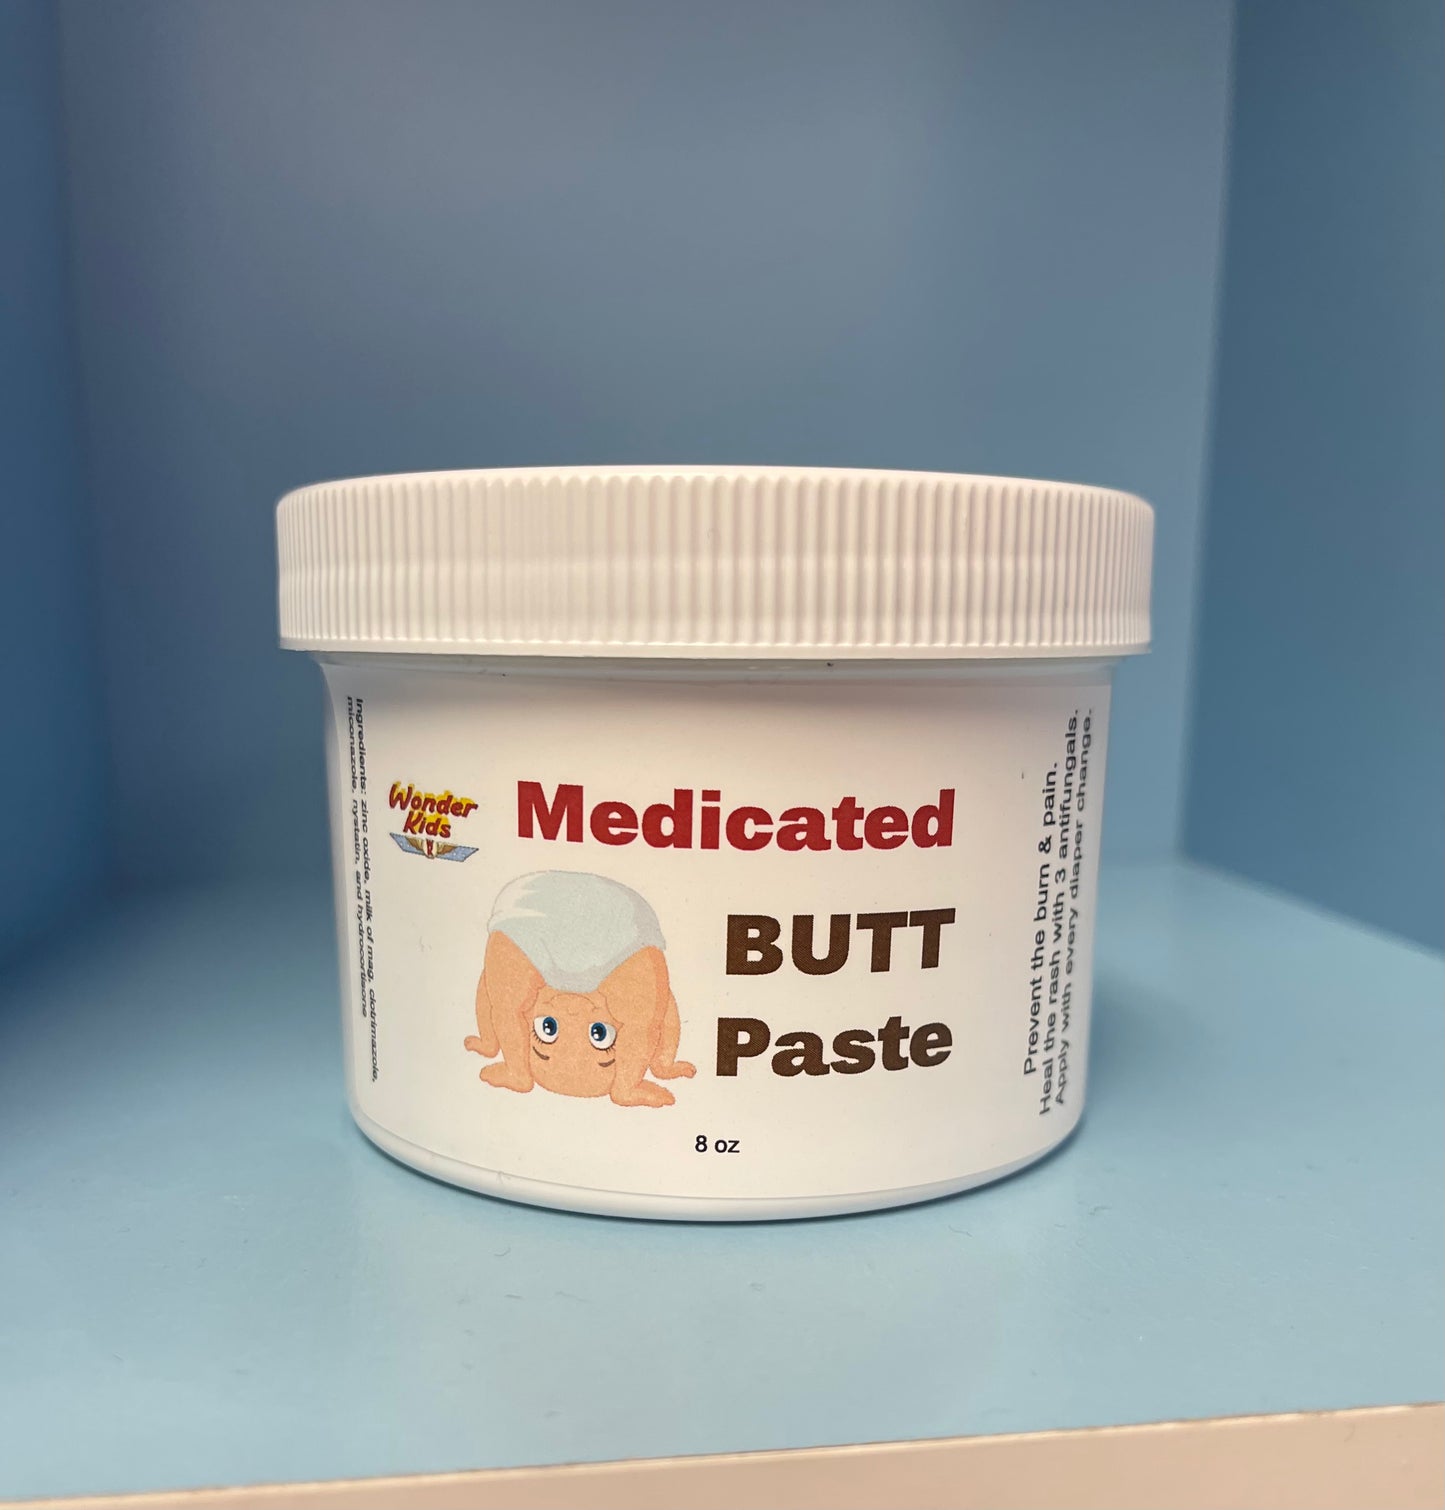 Ingredients: zinc oxide, milk of mag, clotrimazole,
miconazole, nystatin, and hydrocortisone
Wonder
Kids
Medicated
BUTT
Paste
8 oz
Prevent the burn & pain.
Heal the rash with 3 antifungals.
Apply with every diaper change.